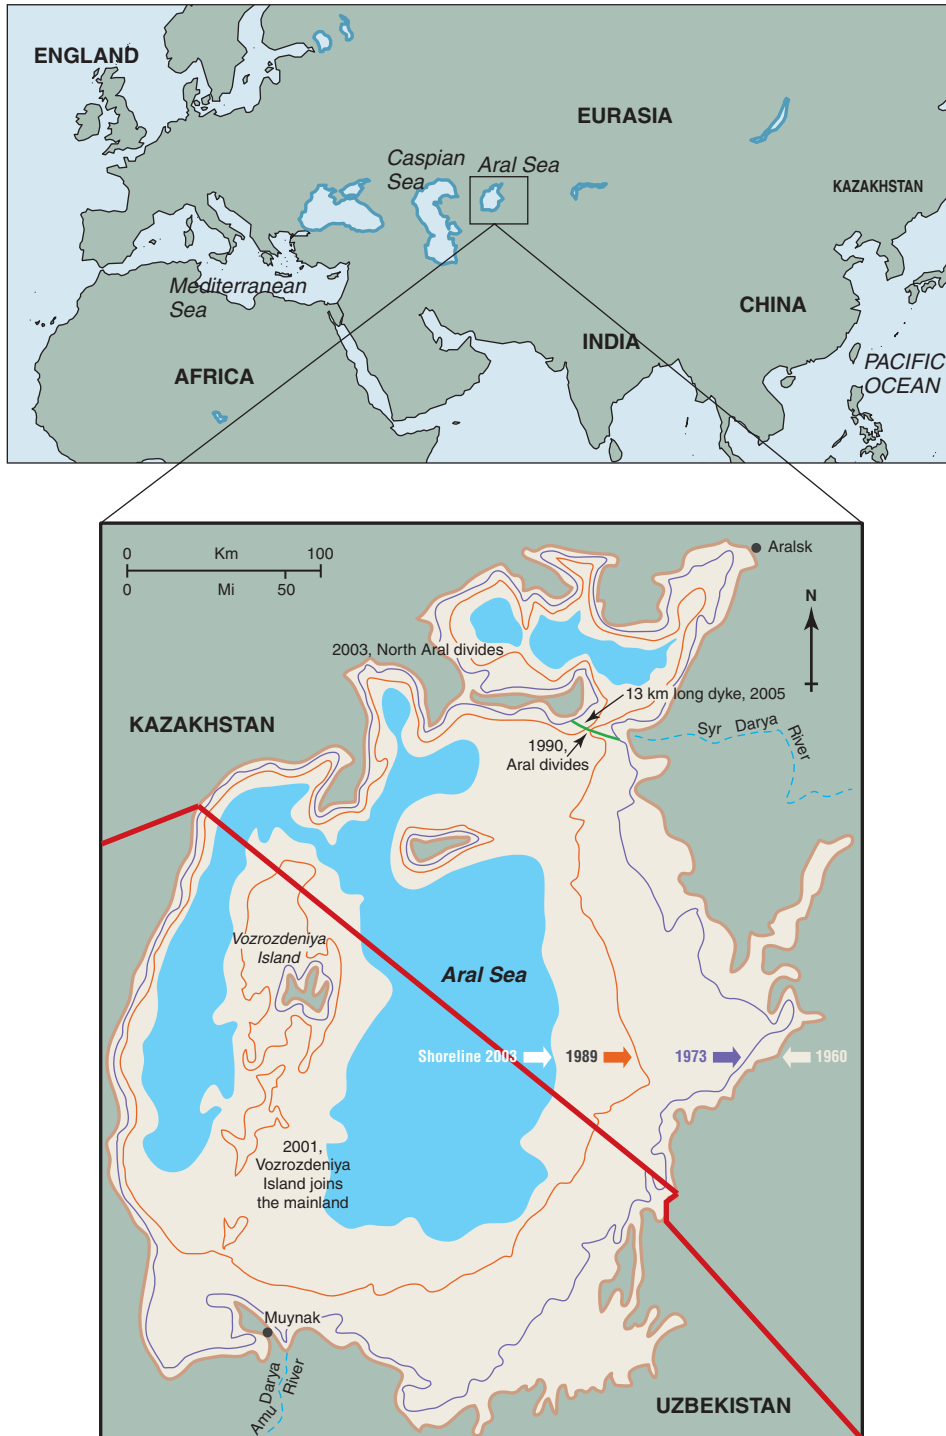 ENGLAND
EURASIA
Caspian
Sea
Aral Sea
KAZAKHSTAN
Mediterranean
Sea
CHINA
INDIA
AFRICA
PACIFIC
OCEAN
Aralsk
0 Km 100
0 Mi 50
N
2003, North Aral divides
13 km long dyke, 2005
KAZAKHSTAN
Syr Darya River
1990,
Aral divides
Vozrozdeniya
Island
Aral Sea
Shoreline 2003
1989
1973
1960
2001,
Vozrozdeniya
Island joins
the mainland
Muynak
Amu Darya
River
UZBEKISTAN